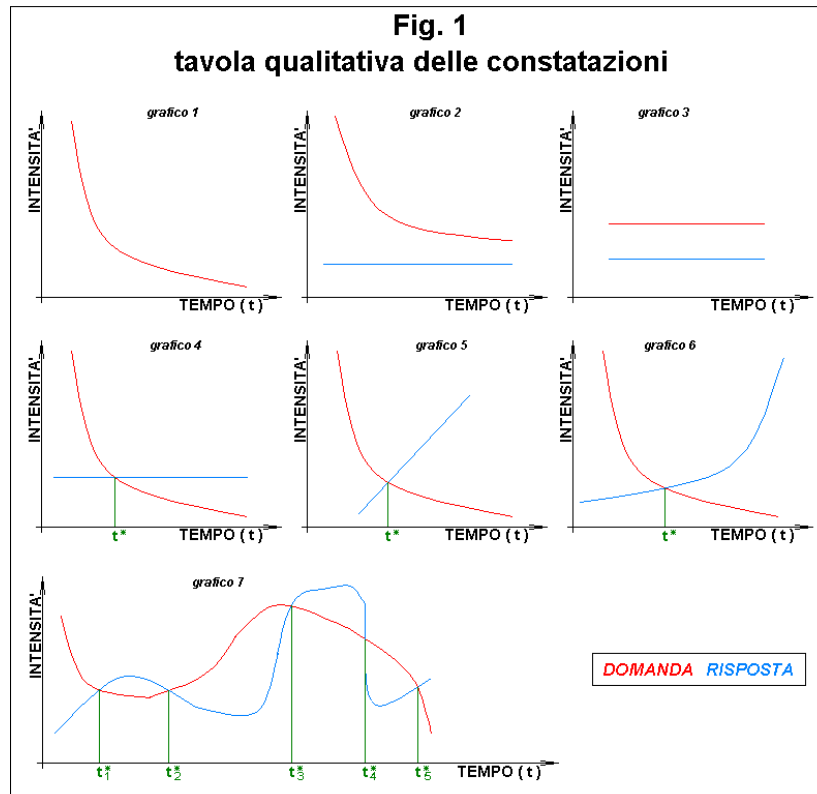 Fig. 1
tavola qualitativa delle constatazioni
grafico 1
INTENSITA'
TEMPO ( t )
grafico 2
INTENSITA'
TEMPO ( t )
grafico 3
INTENSITA'
TEMPO ( t )
grafico 4
INTENSITA'
t*
TEMPO ( t )
grafico 5
INTENSITA'
t*
TEMPO ( t )
grafico 6
INTENSITA'
t*
TEMPO ( t )
grafico 7
INTENSITA'
t*1 t*2 t*3 t*4 t*5 TEMPO ( t )
DOMANDA RISPOSTA